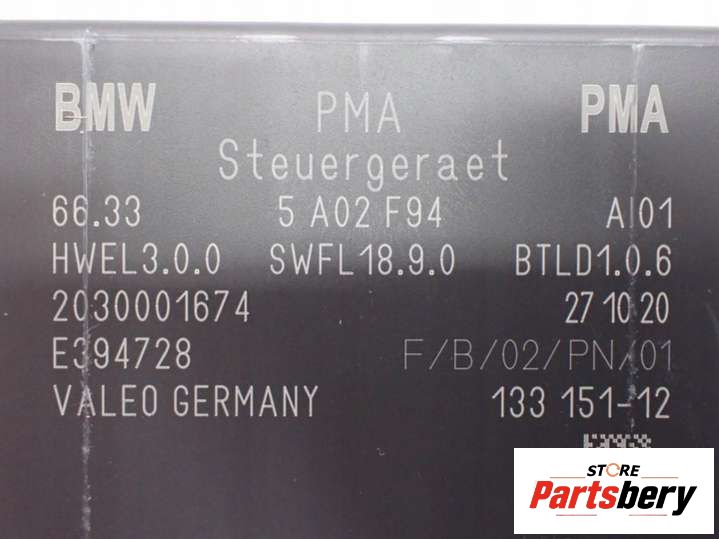 BMW PMA PMA
Steuergeraet
66.33 5 A02 F94 AI01
HWEL3.0.0 SWFL18.9.0 BTLD1.0.6
2030001674 27 10 20
E394728 F/B/02/PN/01
VALEO GERMANY 133 151-12
STORE
Partsbery